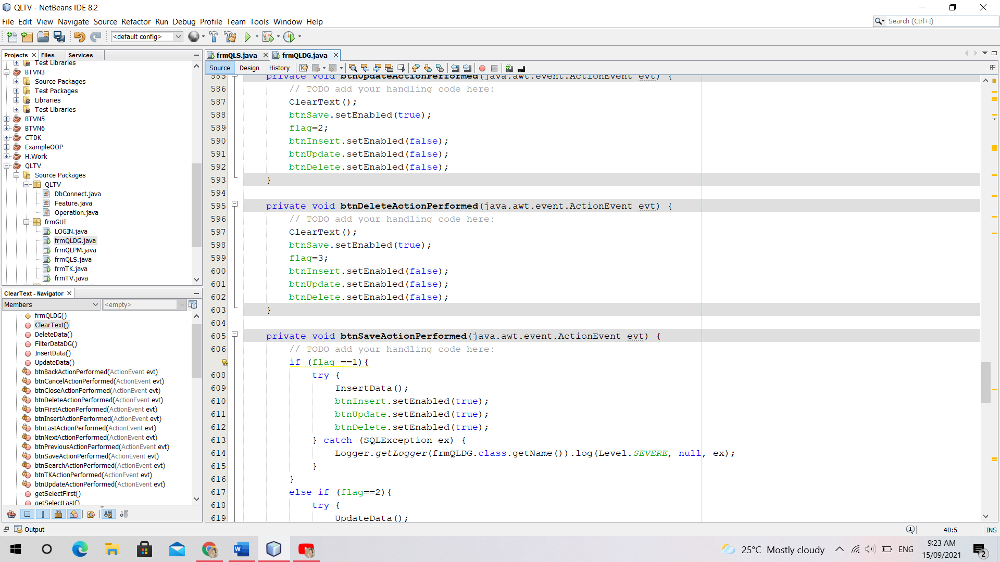 QLTV - NetBeans IDE 8.2
File Edit View Navigate Source Refactor Run Debug Profile Team Tools Window Help
Search (Ctrl+I)
<default config>
Projects Files Services
Test Libraries
BTVN3
Source Packages
Test Packages
Libraries
Test Libraries
BTVN5
BTVN6
CTDK
ExampleOOP
H.Work
QLTV
Source Packages
QLTV
DbConnect.java
Feature.java
Operation.java
frmGUI
LOGIN.java
frmQLDG.java
frmQLPM.java
frmQLS.java
frmTK.java
frmTV.java
ClearText - Navigator
Members <empty>
frmQLDG()
ClearText()
DeleteData()
FilterDataDG()
InsertData()
UpdateData()
btnBackActionPerformed(ActionEvent evt)
btnCancelActionPerformed(ActionEvent evt)
btnCloseActionPerformed(ActionEvent evt)
btnDeleteActionPerformed(ActionEvent evt)
btnFirstActionPerformed(ActionEvent evt)
btnInsertActionPerformed(ActionEvent evt)
btnLastActionPerformed(ActionEvent evt)
btnNextActionPerformed(ActionEvent evt)
btnPreviousActionPerformed(ActionEvent evt)
btnSaveActionPerformed(ActionEvent evt)
btnSearchActionPerformed(ActionEvent evt)
btnTKActionPerformed(ActionEvent evt)
btnUpdateActionPerformed(ActionEvent evt)
getSelectFirst()
getSelectLast()
frmQLS.java frmQLDG.java
Source Design History
585 private void btnUpdateActionPerformed(java.awt.event.ActionEvent evt) {
586 // TODO add your handling code here:
587 ClearText();
588 btnSave.setEnabled(true);
589 flag=2;
590 btnInsert.setEnabled(false);
591 btnUpdate.setEnabled(false);
592 btnDelete.setEnabled(false);
593 }
594
595 private void btnDeleteActionPerformed(java.awt.event.ActionEvent evt) {
596 // TODO add your handling code here:
597 ClearText();
598 btnSave.setEnabled(true);
599 flag=3;
600 btnInsert.setEnabled(false);
601 btnUpdate.setEnabled(false);
602 btnDelete.setEnabled(false);
603 }
604
605 private void btnSaveActionPerformed(java.awt.event.ActionEvent evt) {
606 // TODO add your handling code here:
if (flag ==1){
608 try {
609 InsertData();
610 btnInsert.setEnabled(true);
611 btnUpdate.setEnabled(true);
612 btnDelete.setEnabled(true);
613 } catch (SQLException ex) {
614 Logger.getLogger(frmQLDG.class.getName()).log(Level.SEVERE, null, ex);
615 }
616 }
617 else if (flag==2){
618 try {
619 UpdateData();
Output
1
40:5 INS
25°C Mostly cloudy
ENG
9:23 AM
15/09/2021
2